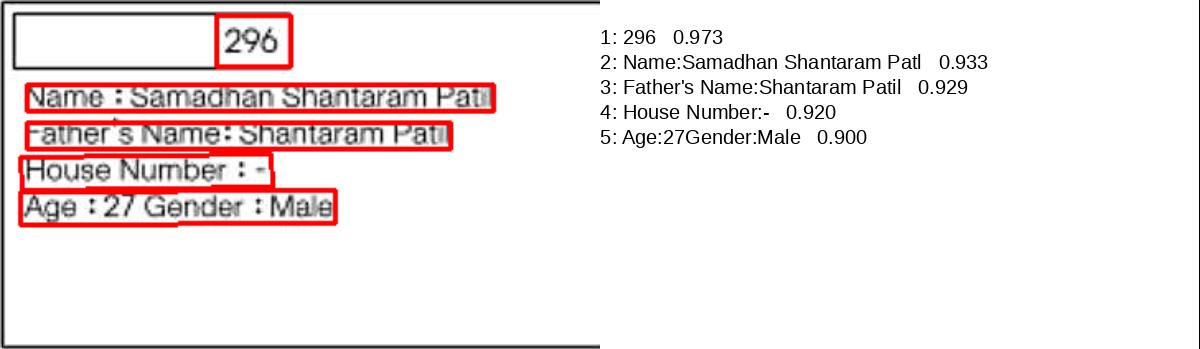 296
Name : Samadhan Shantaram Patil
Father's Name: Shantaram Patil
House Number : -
Age : 27 Gender : Male
1: 296 0.973
2: Name:Samadhan Shantaram Patl 0.933
3: Father's Name:Shantaram Patil 0.929
4: House Number:- 0.920
5: Age:27Gender:Male 0.900